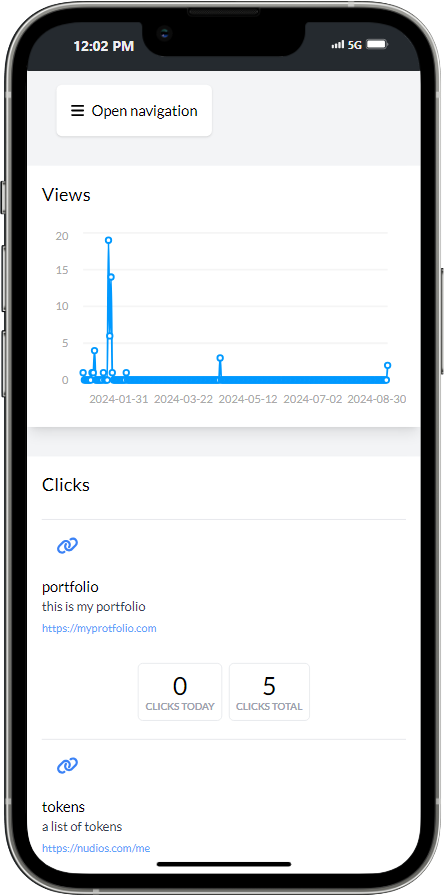 12:02 PM
5G
Open navigation
Views
20
15
10
5
0
2024-01-31 2024-03-22 2024-05-12 2024-07-02 2024-08-30
Clicks
portfolio
this is my portfolio
https://myprotfolio.com
0
CLICKS TODAY
5
CLICKS TOTAL
tokens
a list of tokens
https://nudios.com/me